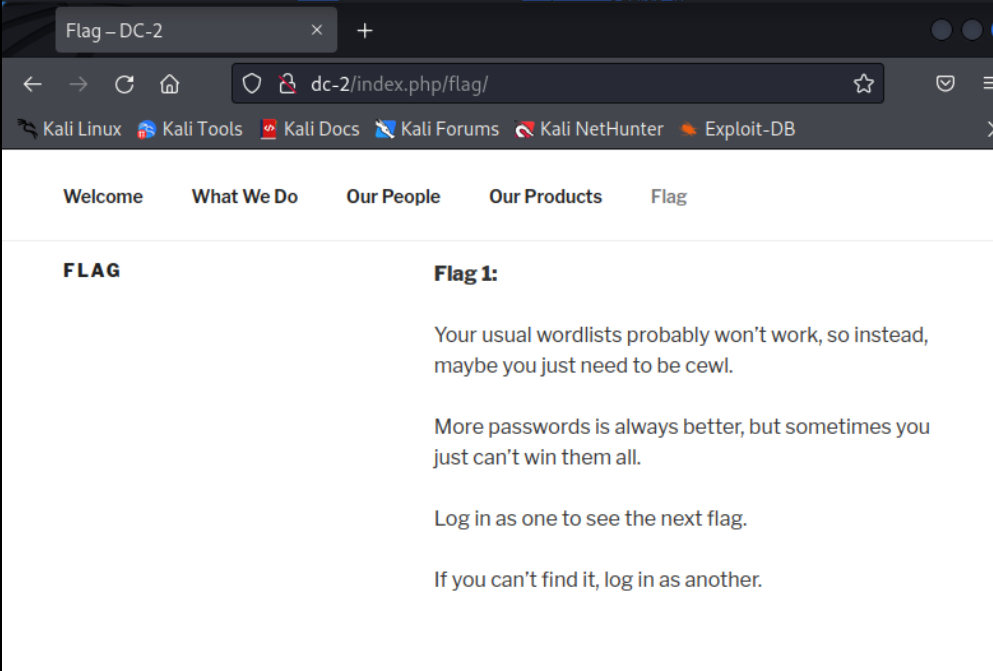 Flag – DC-2
dc-2/index.php/flag/
Kali Linux Kali Tools Kali Docs Kali Forums Kali NetHunter Exploit-DB
Welcome What We Do Our People Our Products Flag
FLAG
Flag 1:
Your usual wordlists probably won’t work, so instead,
maybe you just need to be cewl.
More passwords is always better, but sometimes you
just can’t win them all.
Log in as one to see the next flag.
If you can’t find it, log in as another.